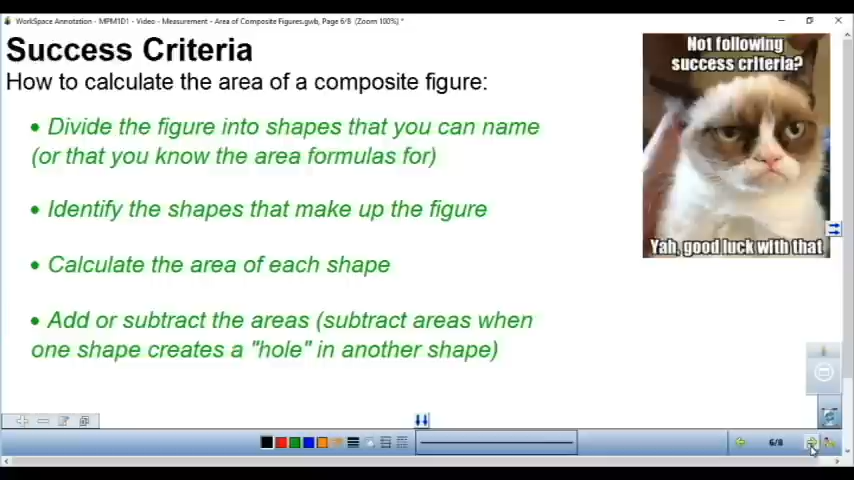 WorkSpace Annotation - MPM1D1 - Video - Measurement - Area of Composite Figures.gwb, Page 6/8 (Zoom 100%) *
Success Criteria
How to calculate the area of a composite figure:
• Divide the figure into shapes that you can name
(or that you know the area formulas for)
• Identify the shapes that make up the figure
• Calculate the area of each shape
• Add or subtract the areas (subtract areas when
one shape creates a "hole" in another shape)
Not following
success criteria?
Yah, good luck with that
6/8